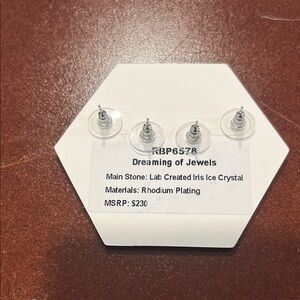 RBP6578
Dreaming of Jewels
Main Stone: Lab Created Iris Ice Crystal
Materials: Rhodium Plating
MSRP: $230